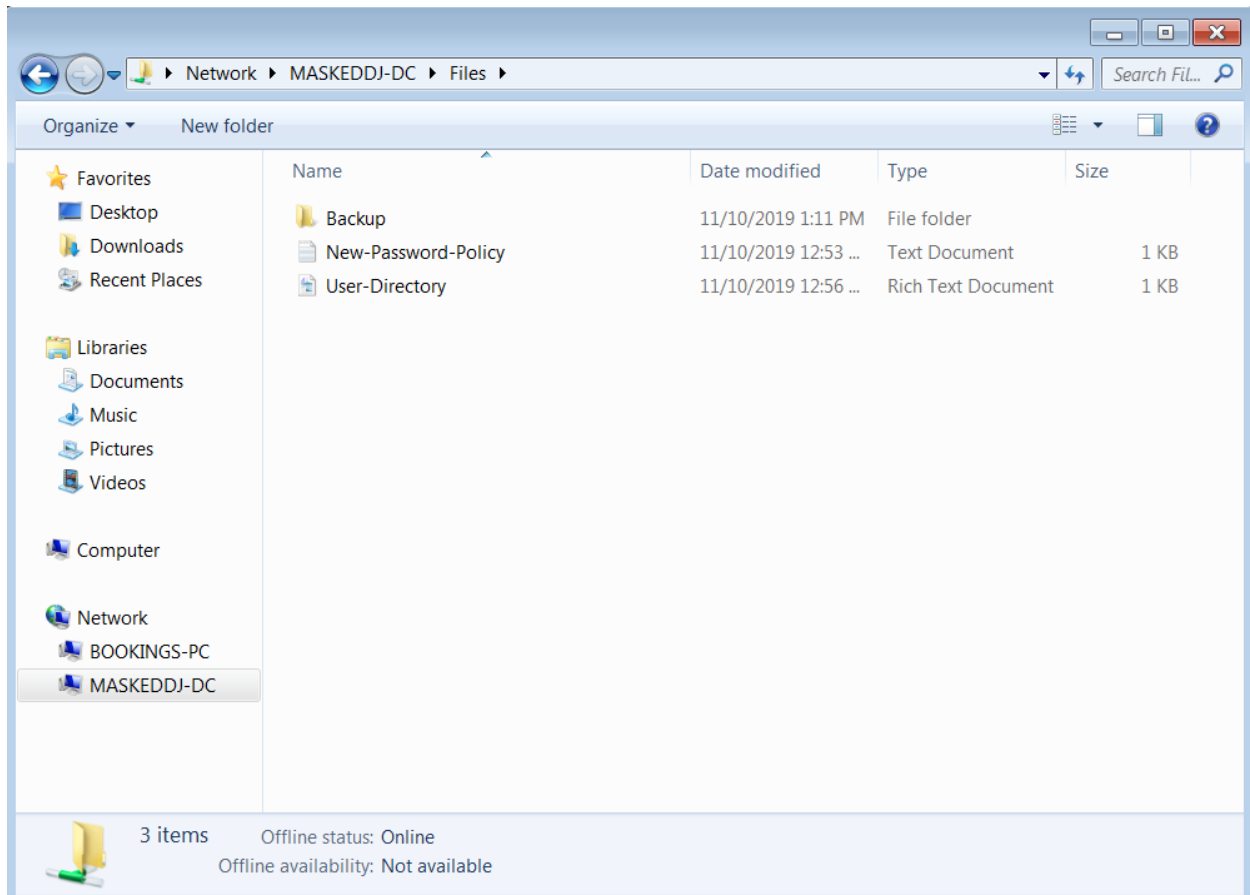 Network MASKEDDJ-DC Files
Search Fil...
Organize New folder
Favorites
Desktop
Downloads
Recent Places
Libraries
Documents
Music
Pictures
Videos
Computer
Network
BOOKINGS-PC
MASKEDDJ-DC
Name Date modified Type Size
Backup 11/10/2019 1:11 PM File folder
New-Password-Policy 11/10/2019 12:53 ... Text Document 1 KB
User-Directory 11/10/2019 12:56 ... Rich Text Document 1 KB
3 items Offline status: Online
Offline availability: Not available